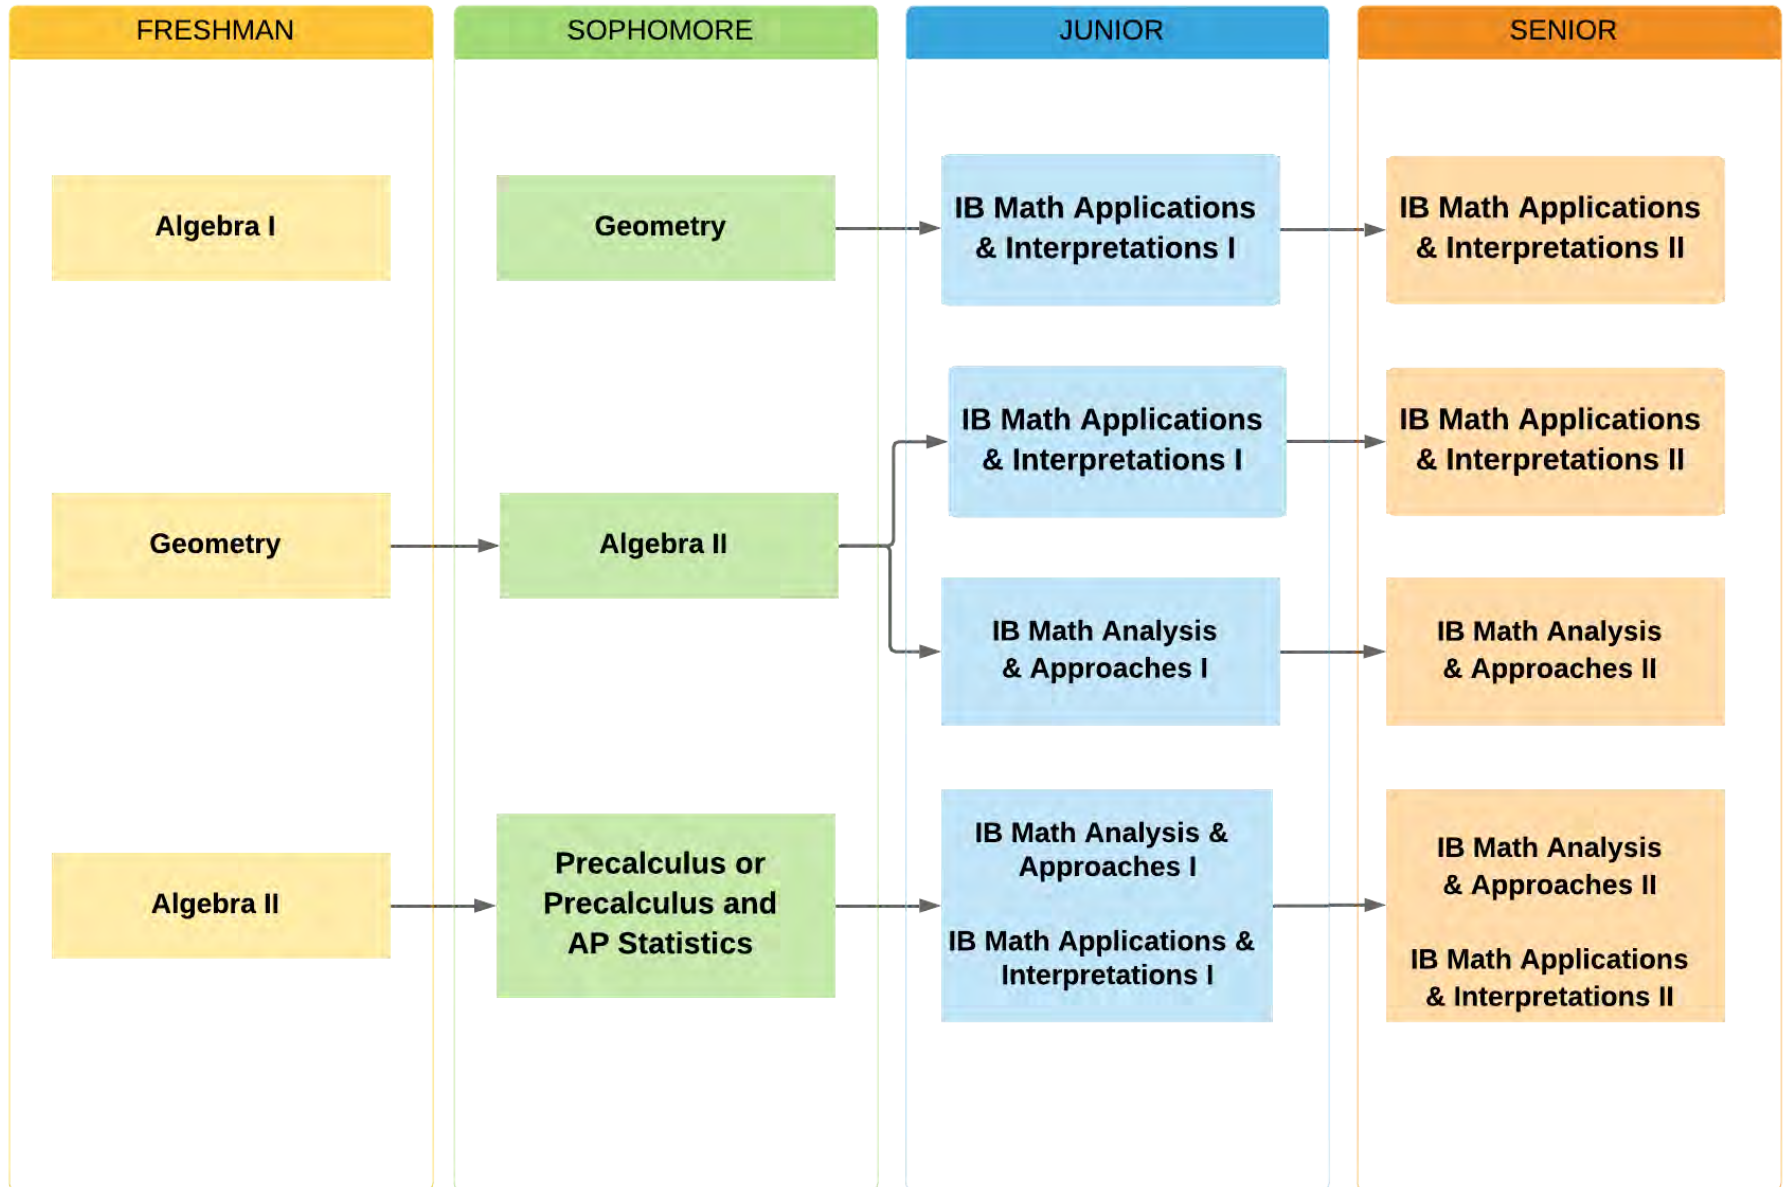 FRESHMAN
SOPHOMORE
JUNIOR
SENIOR
Algebra I
Geometry
IB Math Applications
& Interpretations I
IB Math Applications
& Interpretations II
Geometry
Algebra II
IB Math Applications
& Interpretations I
IB Math Applications
& Interpretations II
IB Math Analysis
& Approaches I
IB Math Analysis
& Approaches II
Algebra II
Precalculus or
Precalculus and
AP Statistics
IB Math Analysis &
Approaches I
IB Math Applications &
Interpretations I
IB Math Analysis
& Approaches II
IB Math Applications
& Interpretations II